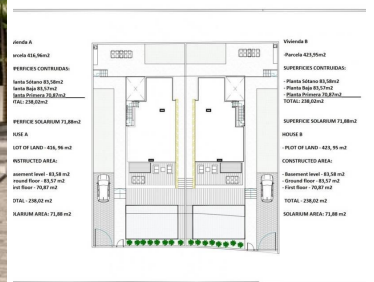 vienda A
arcela 416,96m2
PERFICIES CONTRUIDAS:
lanta Sótano 83,58m2
lanta Baja 83,57m2
lanta Primera 70,87m2
TAL: 238,02m2
PERFICE SOLARIUM 71,88m2
USE A
LOT OF LAND - 416, 96 m2
NSTRUCTED AREA:
asement level - 83,58 m2
round floor - 83,57 m2
irst floor - 70,87 m2
OTAL - 238,02 m2
ILARIUM AREA: 71,88 m2
Vivienda B
-Parcela 423,95m2
SUPERFICIES CONTRUIDAS:
- Planta Sótano 83,58m2
- Planta Baja 83,57m2
- Planta Primera 70,87m2
TOTAL: 238,02m2
SUPERFICE SOLARIUM 71,88m2
HOUSE B
- PLOT OF LAND - 423, 95 m2
CONSTRUCTED AREA:
- Basement level - 83,58 m2
- Ground floor - 83,57 m2
- First floor - 70,87 m2
TOTAL - 238,02 m2
SOLARIUM AREA: 71,88 m2